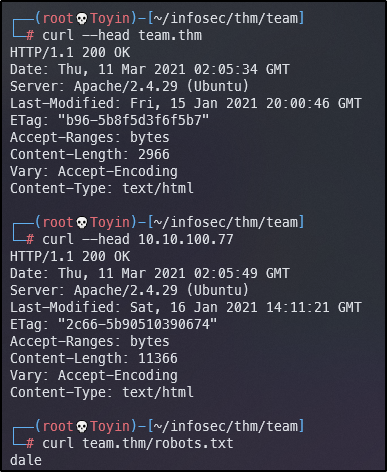 ┌──(root💀Toyin)-[~/infosec/thm/team]
└─# curl --head team.thm
HTTP/1.1 200 OK
Date: Thu, 11 Mar 2021 02:05:34 GMT
Server: Apache/2.4.29 (Ubuntu)
Last-Modified: Fri, 15 Jan 2021 20:00:46 GMT
ETag: "b96-5b8f5d3f6f5b7"
Accept-Ranges: bytes
Content-Length: 2966
Vary: Accept-Encoding
Content-Type: text/html

┌──(root💀Toyin)-[~/infosec/thm/team]
└─# curl --head 10.10.100.77
HTTP/1.1 200 OK
Date: Thu, 11 Mar 2021 02:05:49 GMT
Server: Apache/2.4.29 (Ubuntu)
Last-Modified: Sat, 16 Jan 2021 14:11:21 GMT
ETag: "2c66-5b90510390674"
Accept-Ranges: bytes
Content-Length: 11366
Vary: Accept-Encoding
Content-Type: text/html

┌──(root💀Toyin)-[~/infosec/thm/team]
└─# curl team.thm/robots.txt
dale